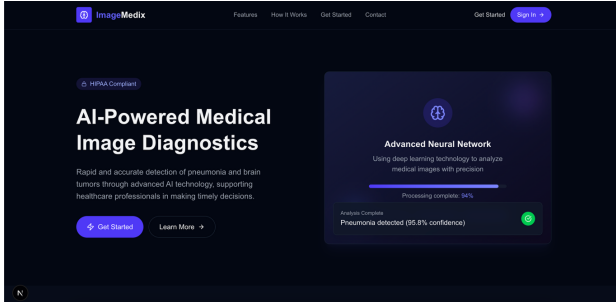 ImageMedix
Features How It Works Get Started Contact
Get Started Sign In →
HIPAA Compliant
AI-Powered Medical
Image Diagnostics
Rapid and accurate detection of pneumonia and brain
tumors through advanced AI technology, supporting
healthcare professionals in making timely decisions.
Get Started Learn More →
Advanced Neural Network
Using deep learning technology to analyze
medical images with precision
Processing complete: 94%
Analysis Complete
Pneumonia detected (95.8% confidence)
N